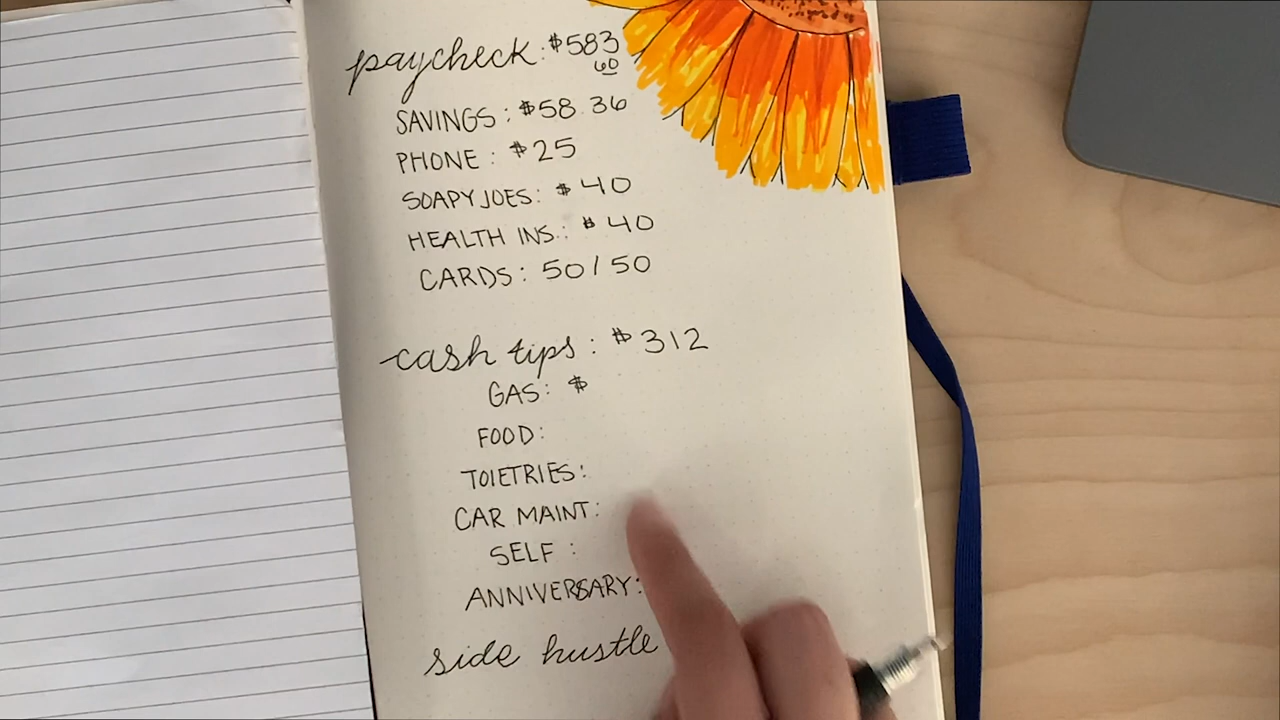 paycheck: $583
60
SAVINGS: $58.36
PHONE: $25
SOAPY JOES: $40
HEALTH INS.: $40
CARDS: 50/50
cash tips: $312
GAS: $
FOOD:
TOIETRIES:
CAR MAINT:
SELF:
ANNIVERSARY:
side hustle